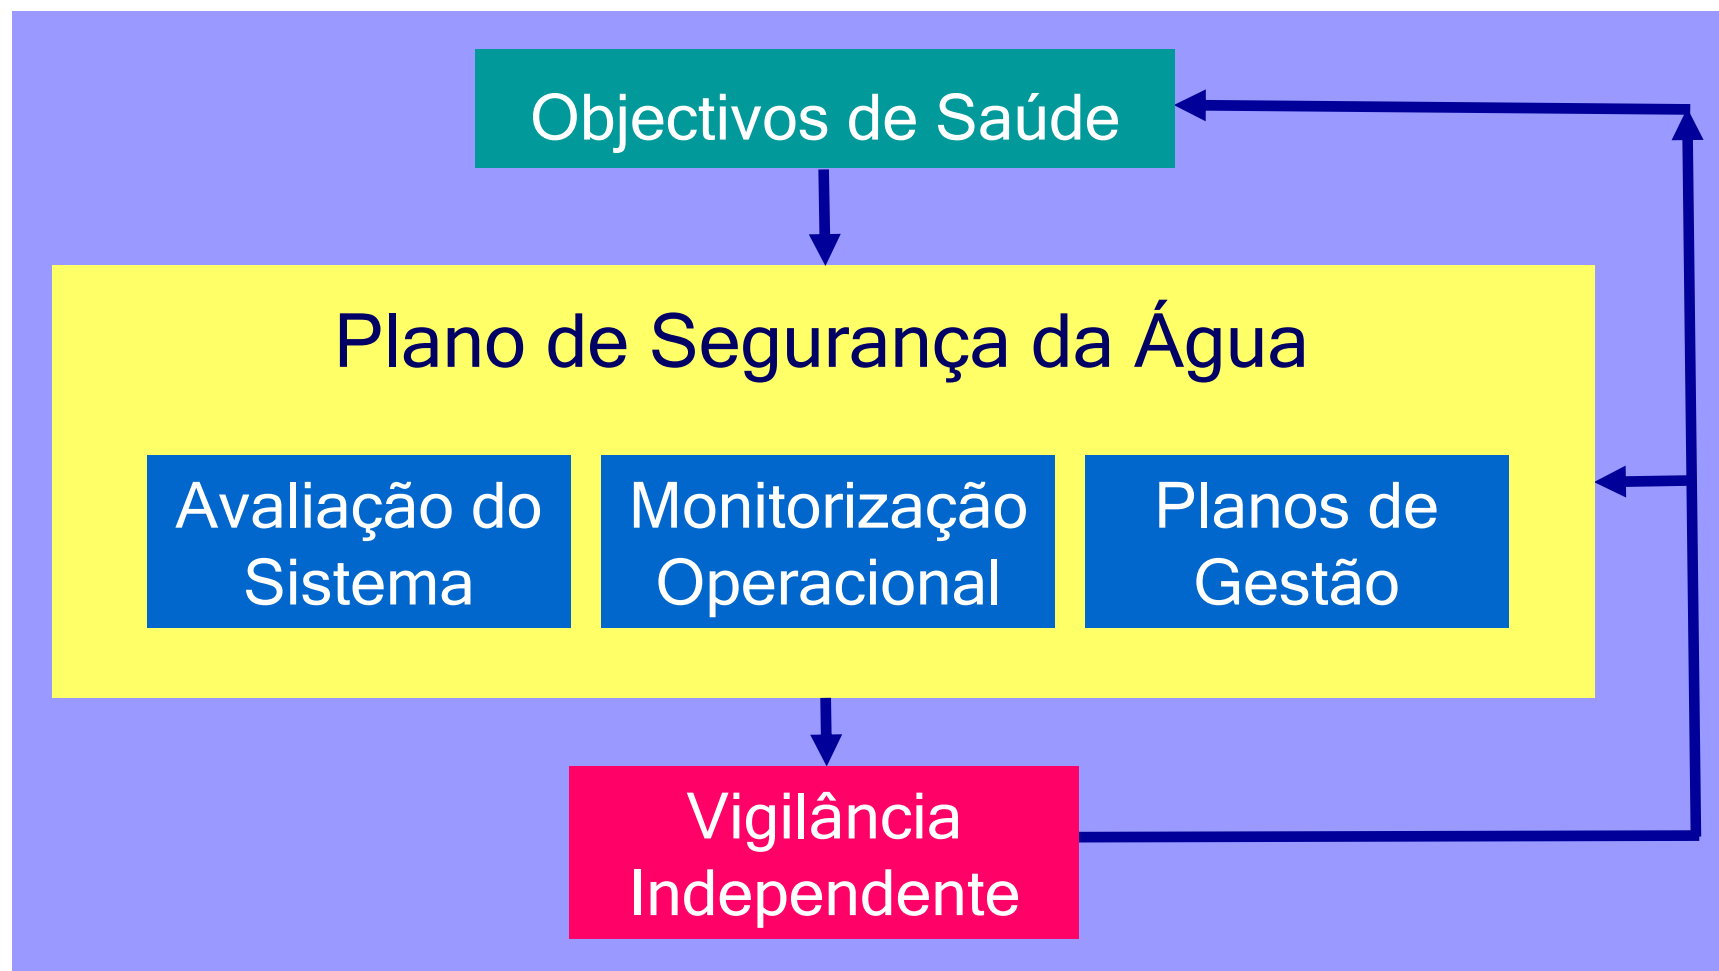 Objectivos de Saúde
Plano de Segurança da Água
Avaliação do
Sistema
Monitorização
Operacional
Planos de
Gestão
Vigilância
Independente